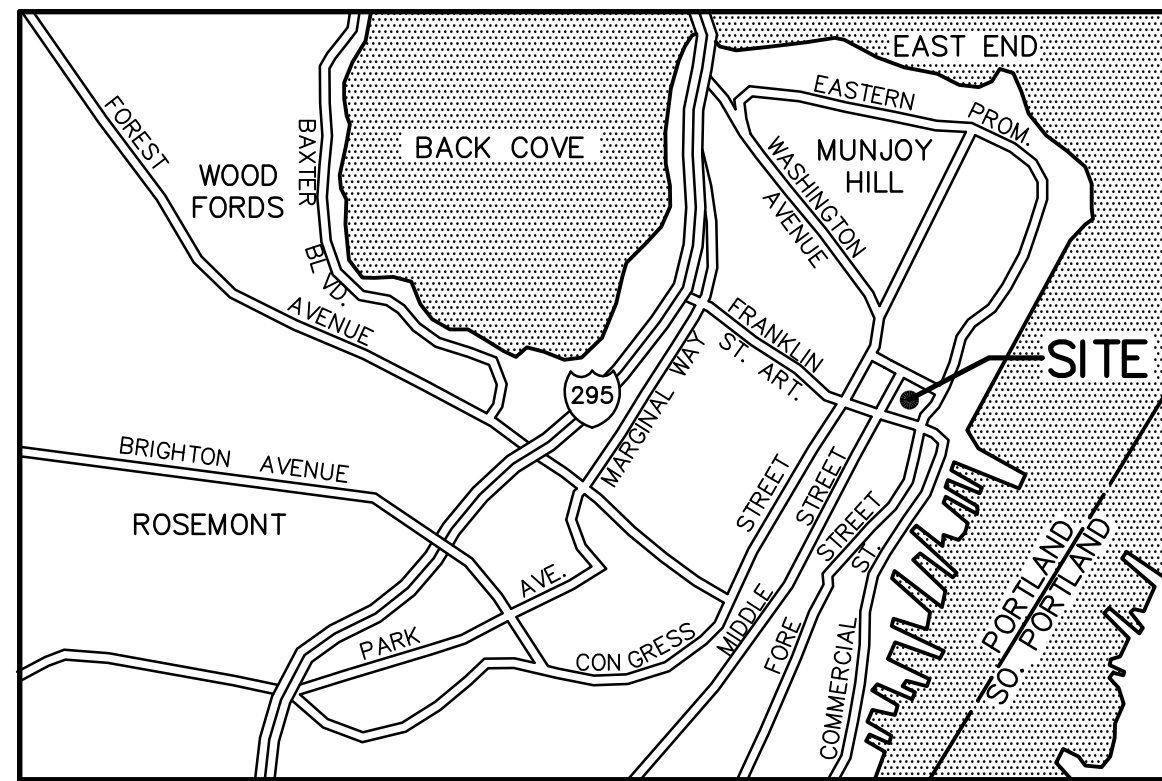 EAST END
EASTERN
PROM.
FOREST
BAXTER
BACK COVE
WOOD
FORDS
WASHINGTON
AVENUE
MUNJOY
HILL
BLVD.
AVENUE
FRANKLIN
ST. ART.
SITE
295
MARGINAL WAY
BRIGHTON AVENUE
ROSEMONT
STREET
STREET
STREET
ST.
PORTLAND
SO. PORTLAND
AVE.
PARK
CONGRESS
MIDDLE
FORE
COMMERCIAL